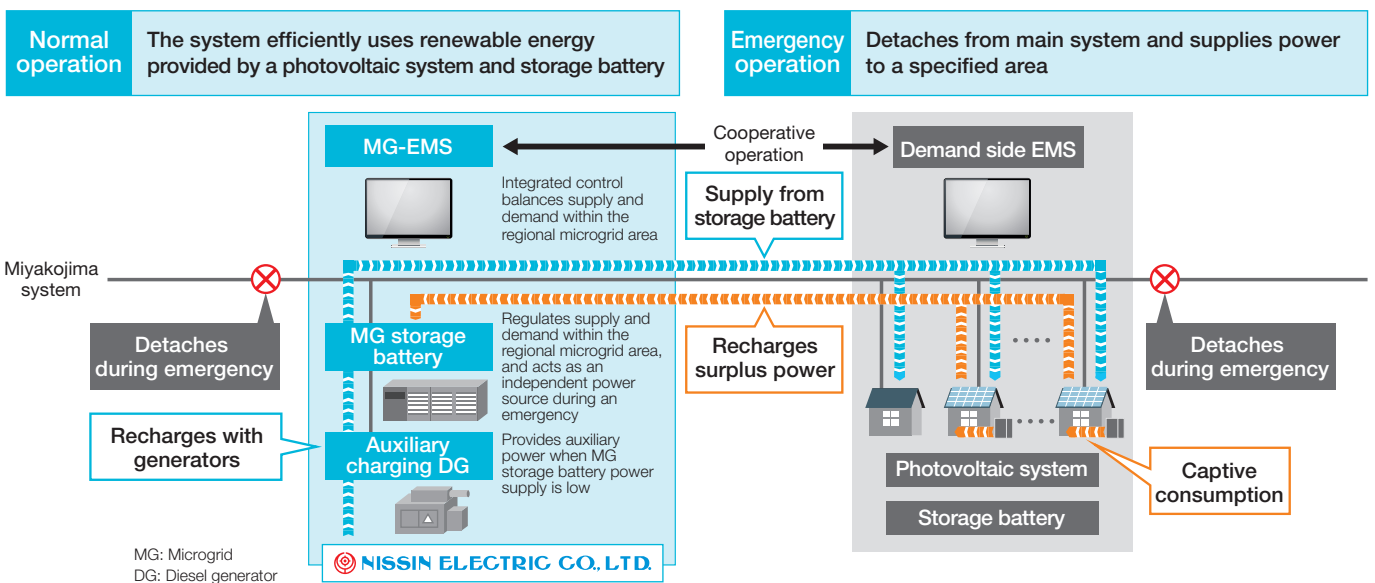 Normal
operation
The system efficiently uses renewable energy
provided by a photovoltaic system and storage battery
Emergency
operation
Detaches from main system and supplies power
to a specified area
MG-EMS
Cooperative
operation
Demand side EMS
Integrated control
balances supply and
demand within the
regional microgrid area
Supply from
storage battery
Miyakojima
system
Detaches
during emergency
MG storage
battery
Regulates supply and
demand within the
regional microgrid area,
and acts as an
independent power
source during an
emergency
Recharges
surplus power
Detaches
during emergency
Recharges with
generators
Auxiliary
charging DG
Provides auxiliary
power when MG
storage battery power
supply is low
Photovoltaic system
Storage battery
Captive
consumption
MG: Microgrid
DG: Diesel generator
NISSIN ELECTRIC CO., LTD.